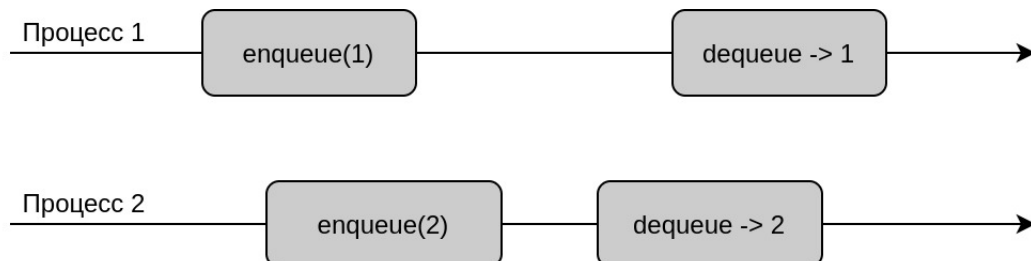 Процесс 1
enqueue(1)
dequeue -> 1
Процесс 2
enqueue(2)
dequeue -> 2